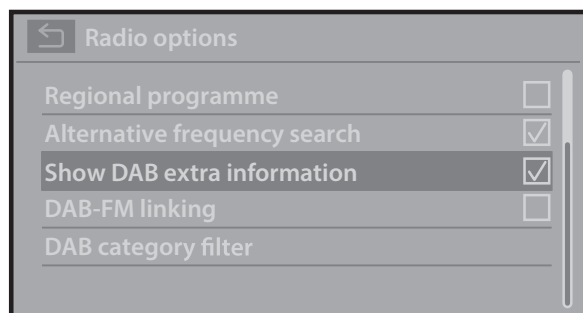 Radio options
Regional programme
Alternative frequency search
Show DAB extra information
DAB-FM linking
DAB category filter